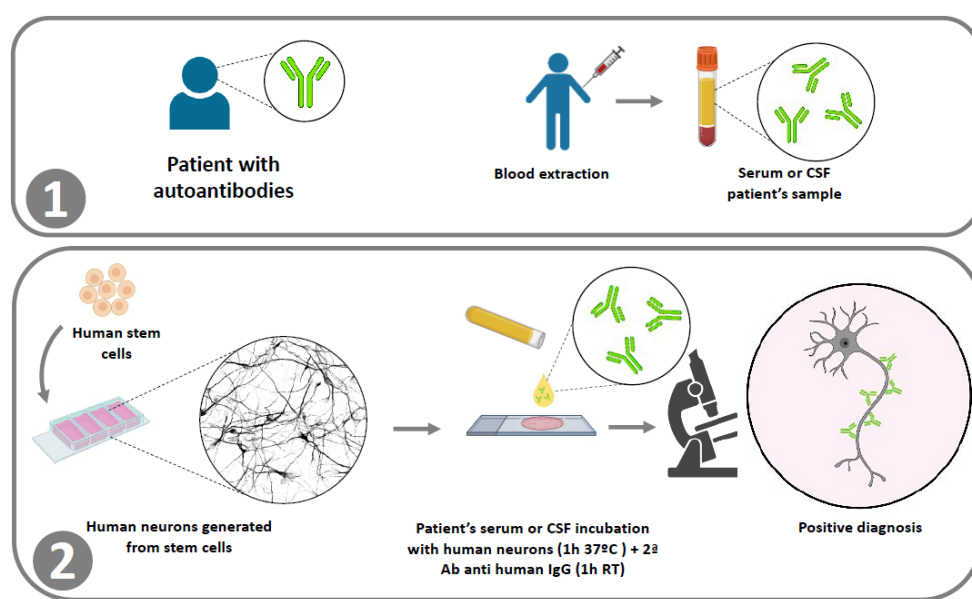 Patient with
autoantibodies
Blood extraction
Serum or CSF
patient's sample
1
Human stem
cells
Human neurons generated
from stem cells
Patient's serum or CSF incubation
with human neurons (1h 37ºC ) + 2ª
Ab anti human IgG (1h RT)
Positive diagnosis
2